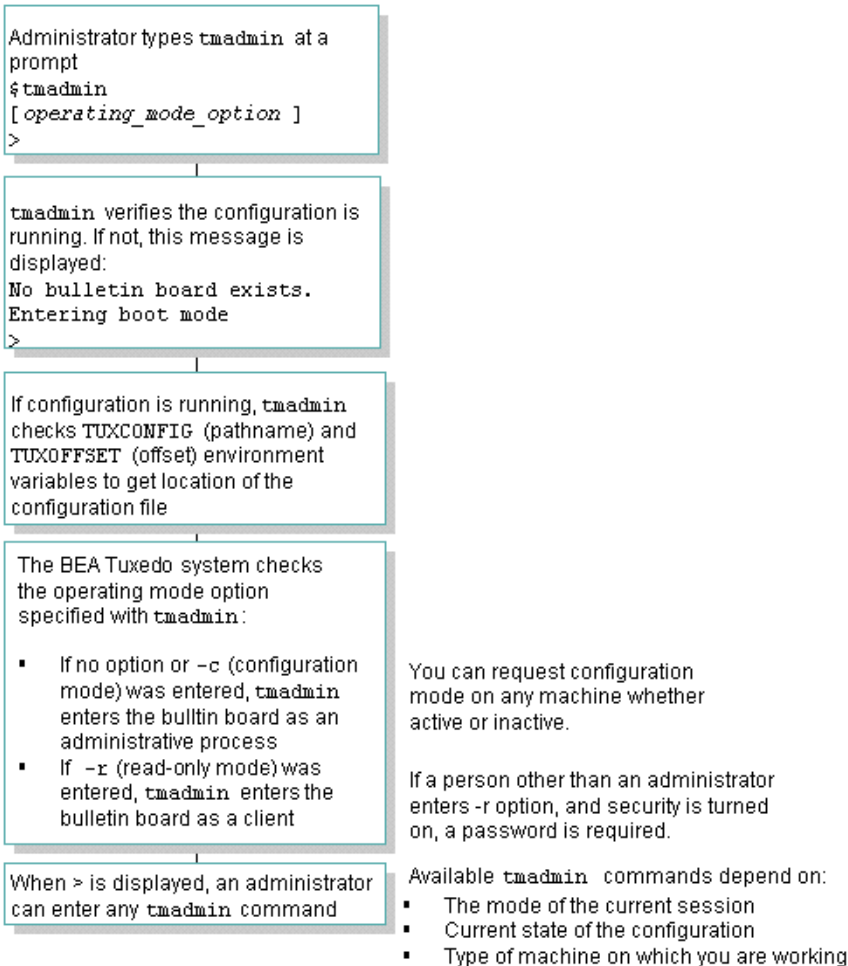 Administrator types tmadmin at a
prompt
$tmadmin
[operating_mode_option ]
>
tmadmin verifies the configuration is
running. If not, this message is
displayed:
No bulletin board exists.
Entering boot mode
>
If configuration is running, tmadmin
checks TUXCONFIG (pathname) and
TUXOFFSET (offset) environment
variables to get location of the
configuration file
The BEA Tuxedo system checks
the operating mode option
specified with tmadmin:
▪ If no option or -c (configuration
mode) was entered, tmadmin
enters the bulltin board as an
administrative process
▪ If -r (read-only mode) was
entered, tmadmin enters the
bulletin board as a client
You can request configuration
mode on any machine whether
active or inactive.
If a person other than an administrator
enters -r option, and security is turned
on, a password is required.
When > is displayed, an administrator
can enter any tmadmin command
Available tmadmin commands depend on:
▪ The mode of the current session
▪ Current state of the configuration
▪ Type of machine on which you are working